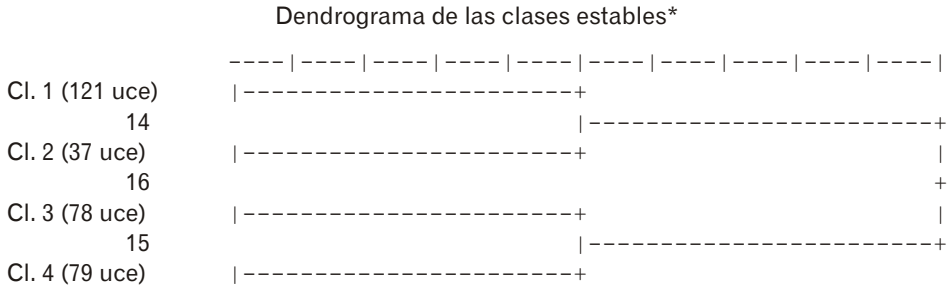 Dendrograma de las clases estables*
----|----|----|----|----|----|----|----|----|----|
Cl. 1 (121 uce) |-----------------------+
14 |------------------------+
Cl. 2 (37 uce) |-----------------------+ |
16 +
Cl. 3 (78 uce) |-----------------------+ |
15 |------------------------+
Cl. 4 (79 uce) |-----------------------+